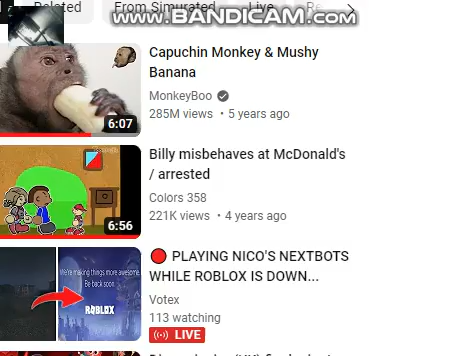 www.BANDICAM.com
Related From Simurated Live Re
Capuchin Monkey & Mushy
Banana
MonkeyBoo
285M views • 5 years ago
6:07
Billy misbehaves at McDonald's
/ arrested
Colors 358
221K views • 4 years ago
6:56
🔴 PLAYING NICO'S NEXTBOTS
WHILE ROBLOX IS DOWN...
We're making things more awesome.
Be back soon.
ROBLOX
Votex
113 watching
LIVE